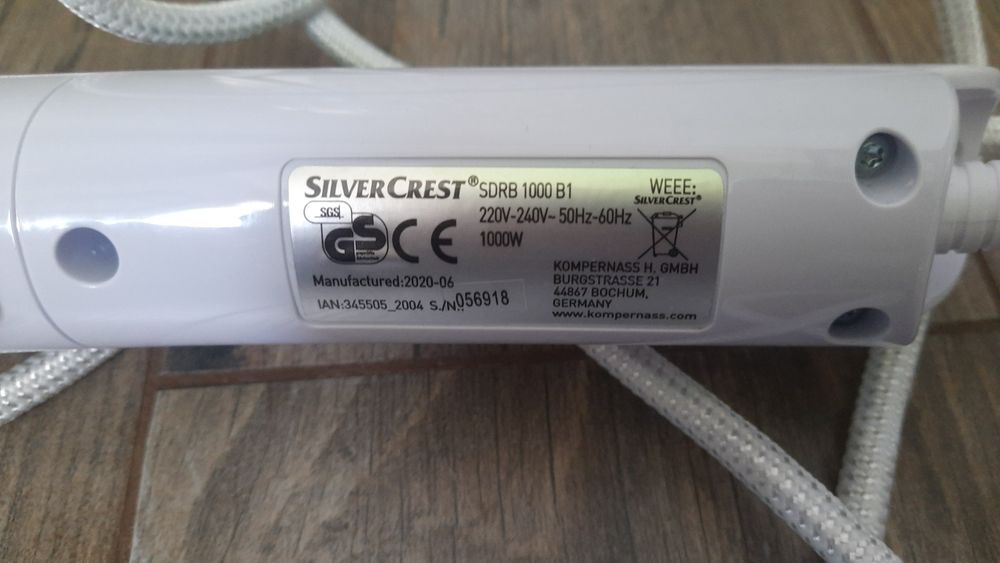 SILVERCREST® SDRB 1000 B1
220V-240V~ 50Hz-60Hz
1000W
WEEE:
SILVERCREST®
SGS
GS
CE
Manufactured:2020-06
IAN:345505_2004 S./N.:056918
KOMPERNASS H. GMBH
BURGSTRASSE 21
44867 BOCHUM,
GERMANY
www.kompernass.com